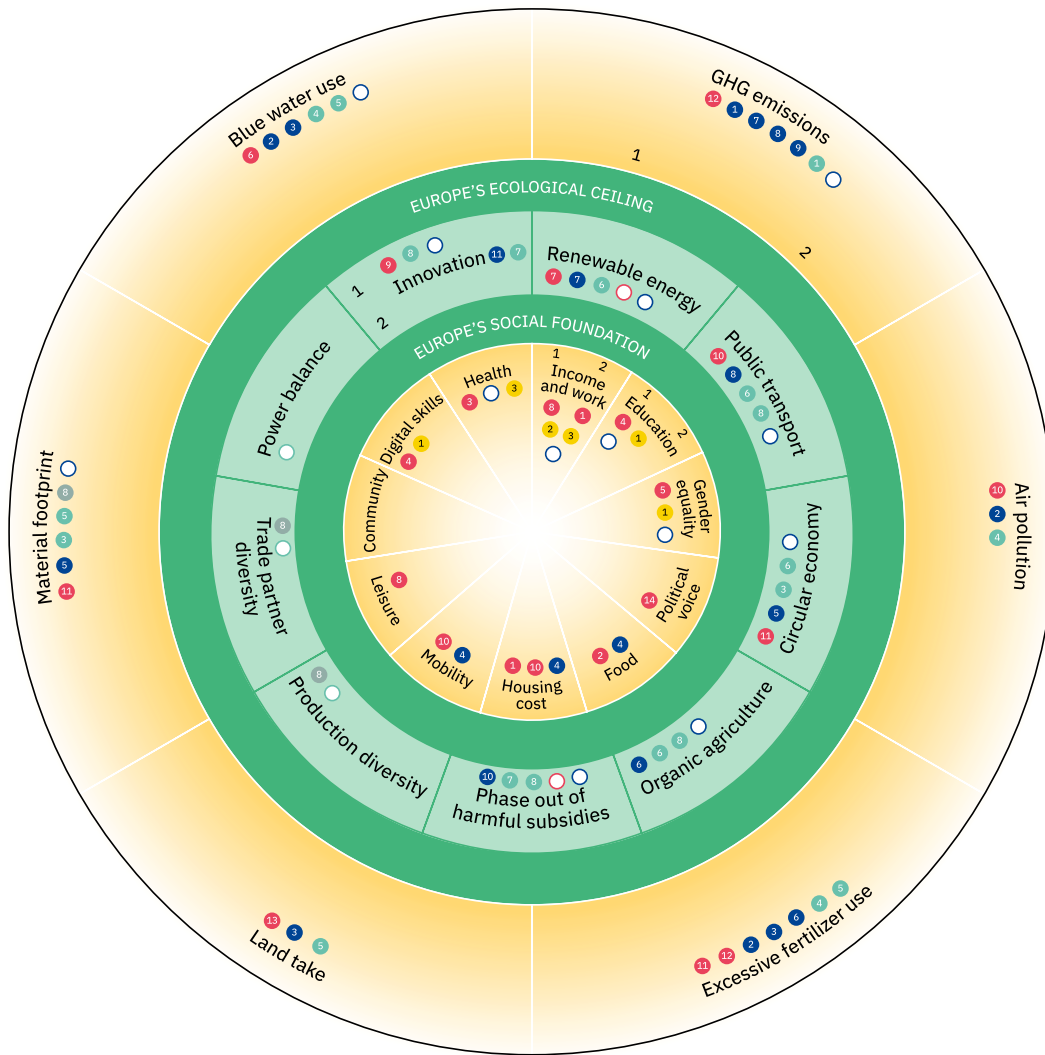 Blue water use
6 2 3 4 5
GHG emissions
12 1 7 8 9 1
1
2
Air pollution
10 2 4
Excessive fertilizer use
11 12 2 3 6 4 5
Land take
13 3 5
Material footprint
8 5 3 5 11
EUROPE'S ECOLOGICAL CEILING
9 8
Innovation 11 7
1
2
Renewable energy
7 7 6
Public transport
10 8 6 8
Circular economy
6 3 5 11
Organic agriculture
6 6 8
10 7 8
Phase out of
harmful subsidies
8
Production diversity
8
Trade partner
diversity
Power balance
EUROPE'S SOCIAL FOUNDATION
Health
3 3
1 2
Income
and work
8 1
2 3
1
2
Education
4 1
Gender
equality
5 1
Political
voice
14
Food
2 4
1 10 4
Housing
cost
10 4
Mobility
Leisure
8
Community
Digital skills
1
4